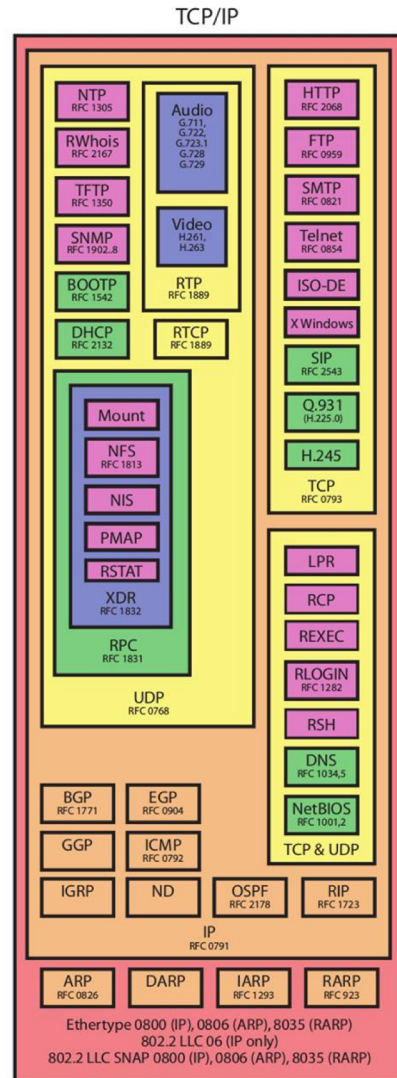 TCP/IP
NTP
RFC 1305
RWhois
RFC 2167
TFTP
RFC 1350
SNMP
RFC 1902..8
BOOTP
RFC 1542
DHCP
RFC 2132
Audio
G.711,
G.722,
G.723.1
G.728
G.729
Video
H.261,
H.263
RTP
RFC 1889
RTCP
RFC 1889
Mount
NFS
RFC 1813
NIS
PMAP
RSTAT
XDR
RFC 1832
RPC
RFC 1831
UDP
RFC 0768
HTTP
RFC 2068
FTP
RFC 0959
SMTP
RFC 0821
Telnet
RFC 0854
ISO-DE
X Windows
SIP
RFC 2543
Q.931
(H.225.0)
H.245
TCP
RFC 0793
LPR
RCP
REXEC
RLOGIN
RFC 1282
RSH
DNS
RFC 1034,5
NetBIOS
RFC 1001,2
TCP & UDP
BGP
RFC 1771
EGP
RFC 0904
GGP
ICMP
RFC 0792
IGRP
ND
OSPF
RFC 2178
RIP
RFC 1723
IP
RFC 0791
ARP
RFC 0826
DARP
IARP
RFC 1293
RARP
RFC 923
Ethertype 0800 (IP), 0806 (ARP), 8035 (RARP)
802.2 LLC 06 (IP only)
802.2 LLC SNAP 0800 (IP), 0806 (ARP), 8035 (RARP)